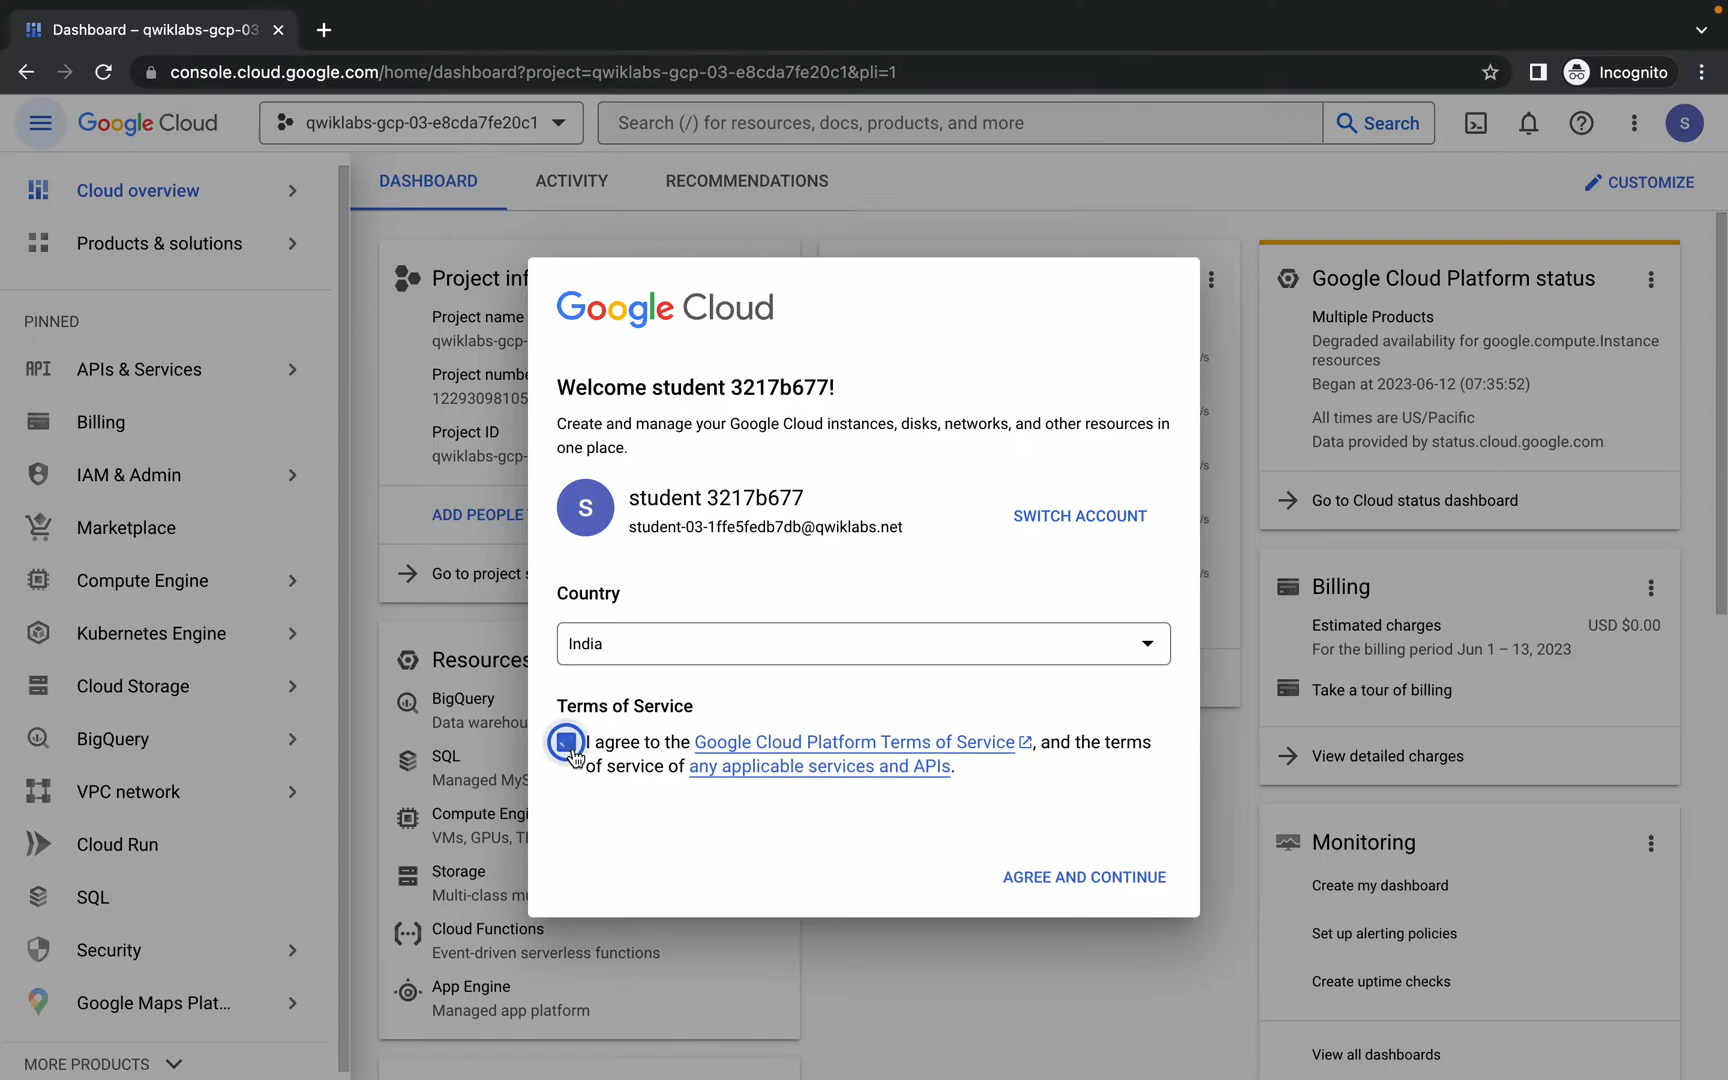 Dashboard – qwiklabs-gcp-03
console.cloud.google.com/home/dashboard?project=qwiklabs-gcp-03-e8cda7fe20c1&pli=1
Incognito
Google Cloud
qwiklabs-gcp-03-e8cda7fe20c1
Search (/) for resources, docs, products, and more
Search
S
Cloud overview
Products & solutions
PINNED
API
APIs & Services
Billing
IAM & Admin
Marketplace
Compute Engine
Kubernetes Engine
Cloud Storage
BigQuery
VPC network
Cloud Run
SQL
Security
Google Maps Plat...
MORE PRODUCTS
DASHBOARD
ACTIVITY
RECOMMENDATIONS
CUSTOMIZE
Project inf
Project name
qwiklabs-gcp-
Project numbe
12293098105
Project ID
qwiklabs-gcp-
ADD PEOPLE
Go to project s
Resources
BigQuery
Data warehou
SQL
Managed MyS
Compute Engi
VMs, GPUs, T
Storage
Multi-class mu
Cloud Functions
Event-driven serverless functions
App Engine
Managed app platform
Google Cloud
Welcome student 3217b677!
Create and manage your Google Cloud instances, disks, networks, and other resources in
one place.
S
student 3217b677
student-03-1ffe5fedb7db@qwiklabs.net
SWITCH ACCOUNT
Country
India
Terms of Service
I agree to the Google Cloud Platform Terms of Service, and the terms
of service of any applicable services and APIs.
AGREE AND CONTINUE
/s
/s
/s
/s
/s
Google Cloud Platform status
Multiple Products
Degraded availability for google.compute.Instance
resources
Began at 2023-06-12 (07:35:52)
All times are US/Pacific
Data provided by status.cloud.google.com
Go to Cloud status dashboard
Billing
Estimated charges
USD $0.00
For the billing period Jun 1 – 13, 2023
Take a tour of billing
View detailed charges
Monitoring
Create my dashboard
Set up alerting policies
Create uptime checks
View all dashboards